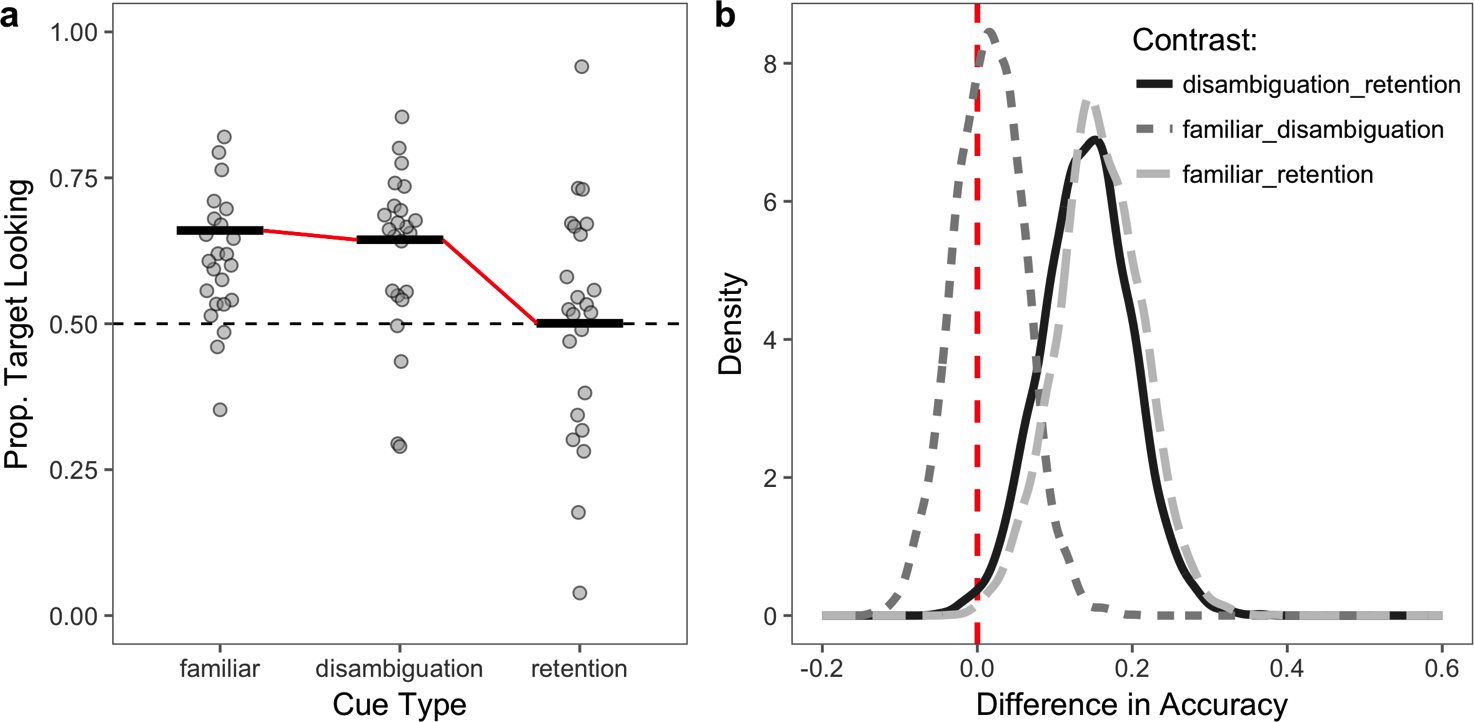 a
Prop. Target Looking
1.00
0.75
0.50
0.25
0.00
familiar disambiguation retention
Cue Type
b
Density
8
6
4
2
0
Contrast:
disambiguation_retention
familiar_disambiguation
familiar_retention
-0.2 0.0 0.2 0.4 0.6
Difference in Accuracy